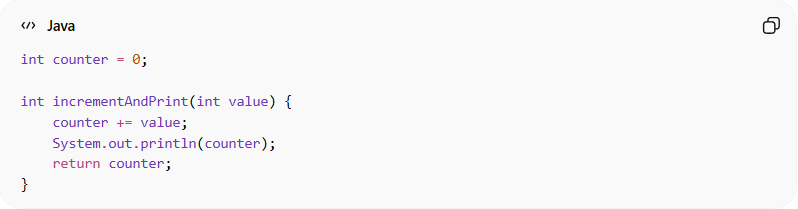 </> Java
int counter = 0;
int incrementAndPrint(int value) {
    counter += value;
    System.out.println(counter);
    return counter;
}